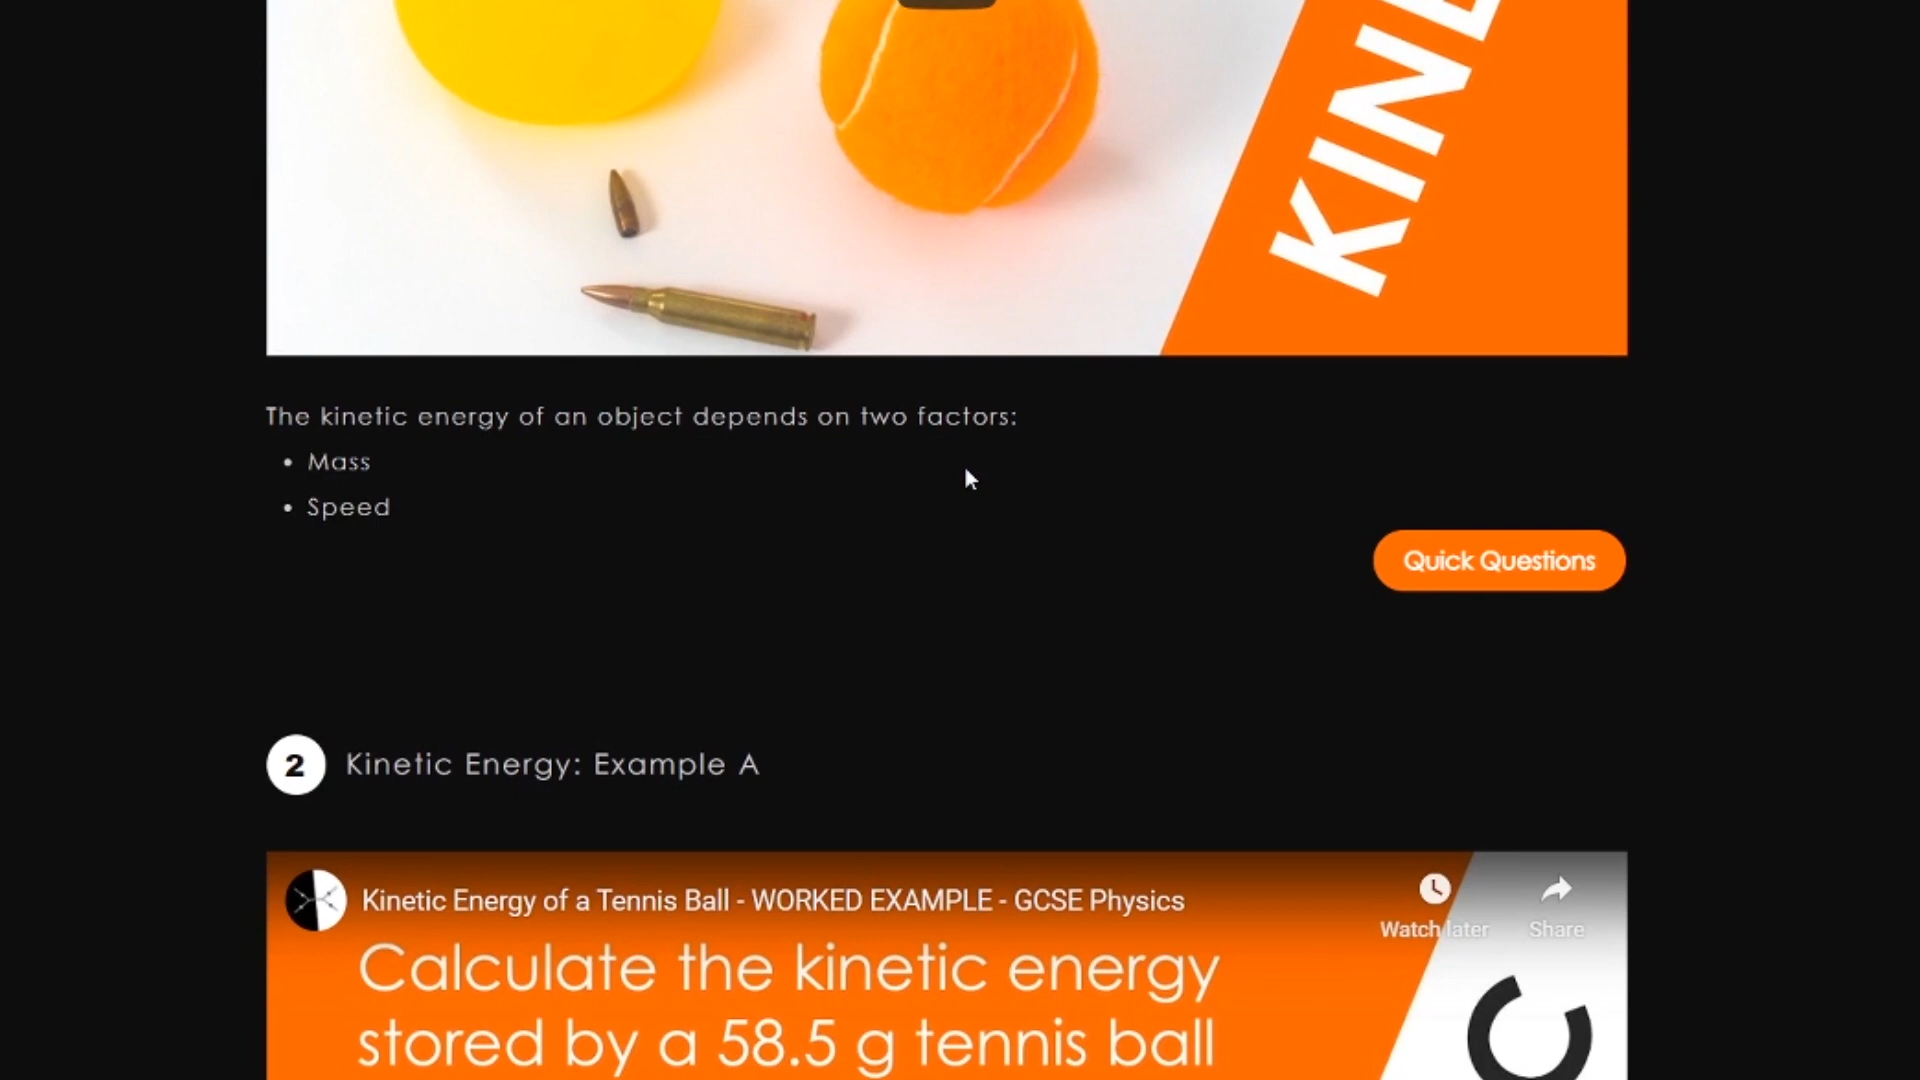 KINE
The kinetic energy of an object depends on two factors:
• Mass
• Speed
Quick Questions
2 Kinetic Energy: Example A
Kinetic Energy of a Tennis Ball - WORKED EXAMPLE - GCSE Physics
Watch later
Share
Calculate the kinetic energy
stored by a 58.5 g tennis ball